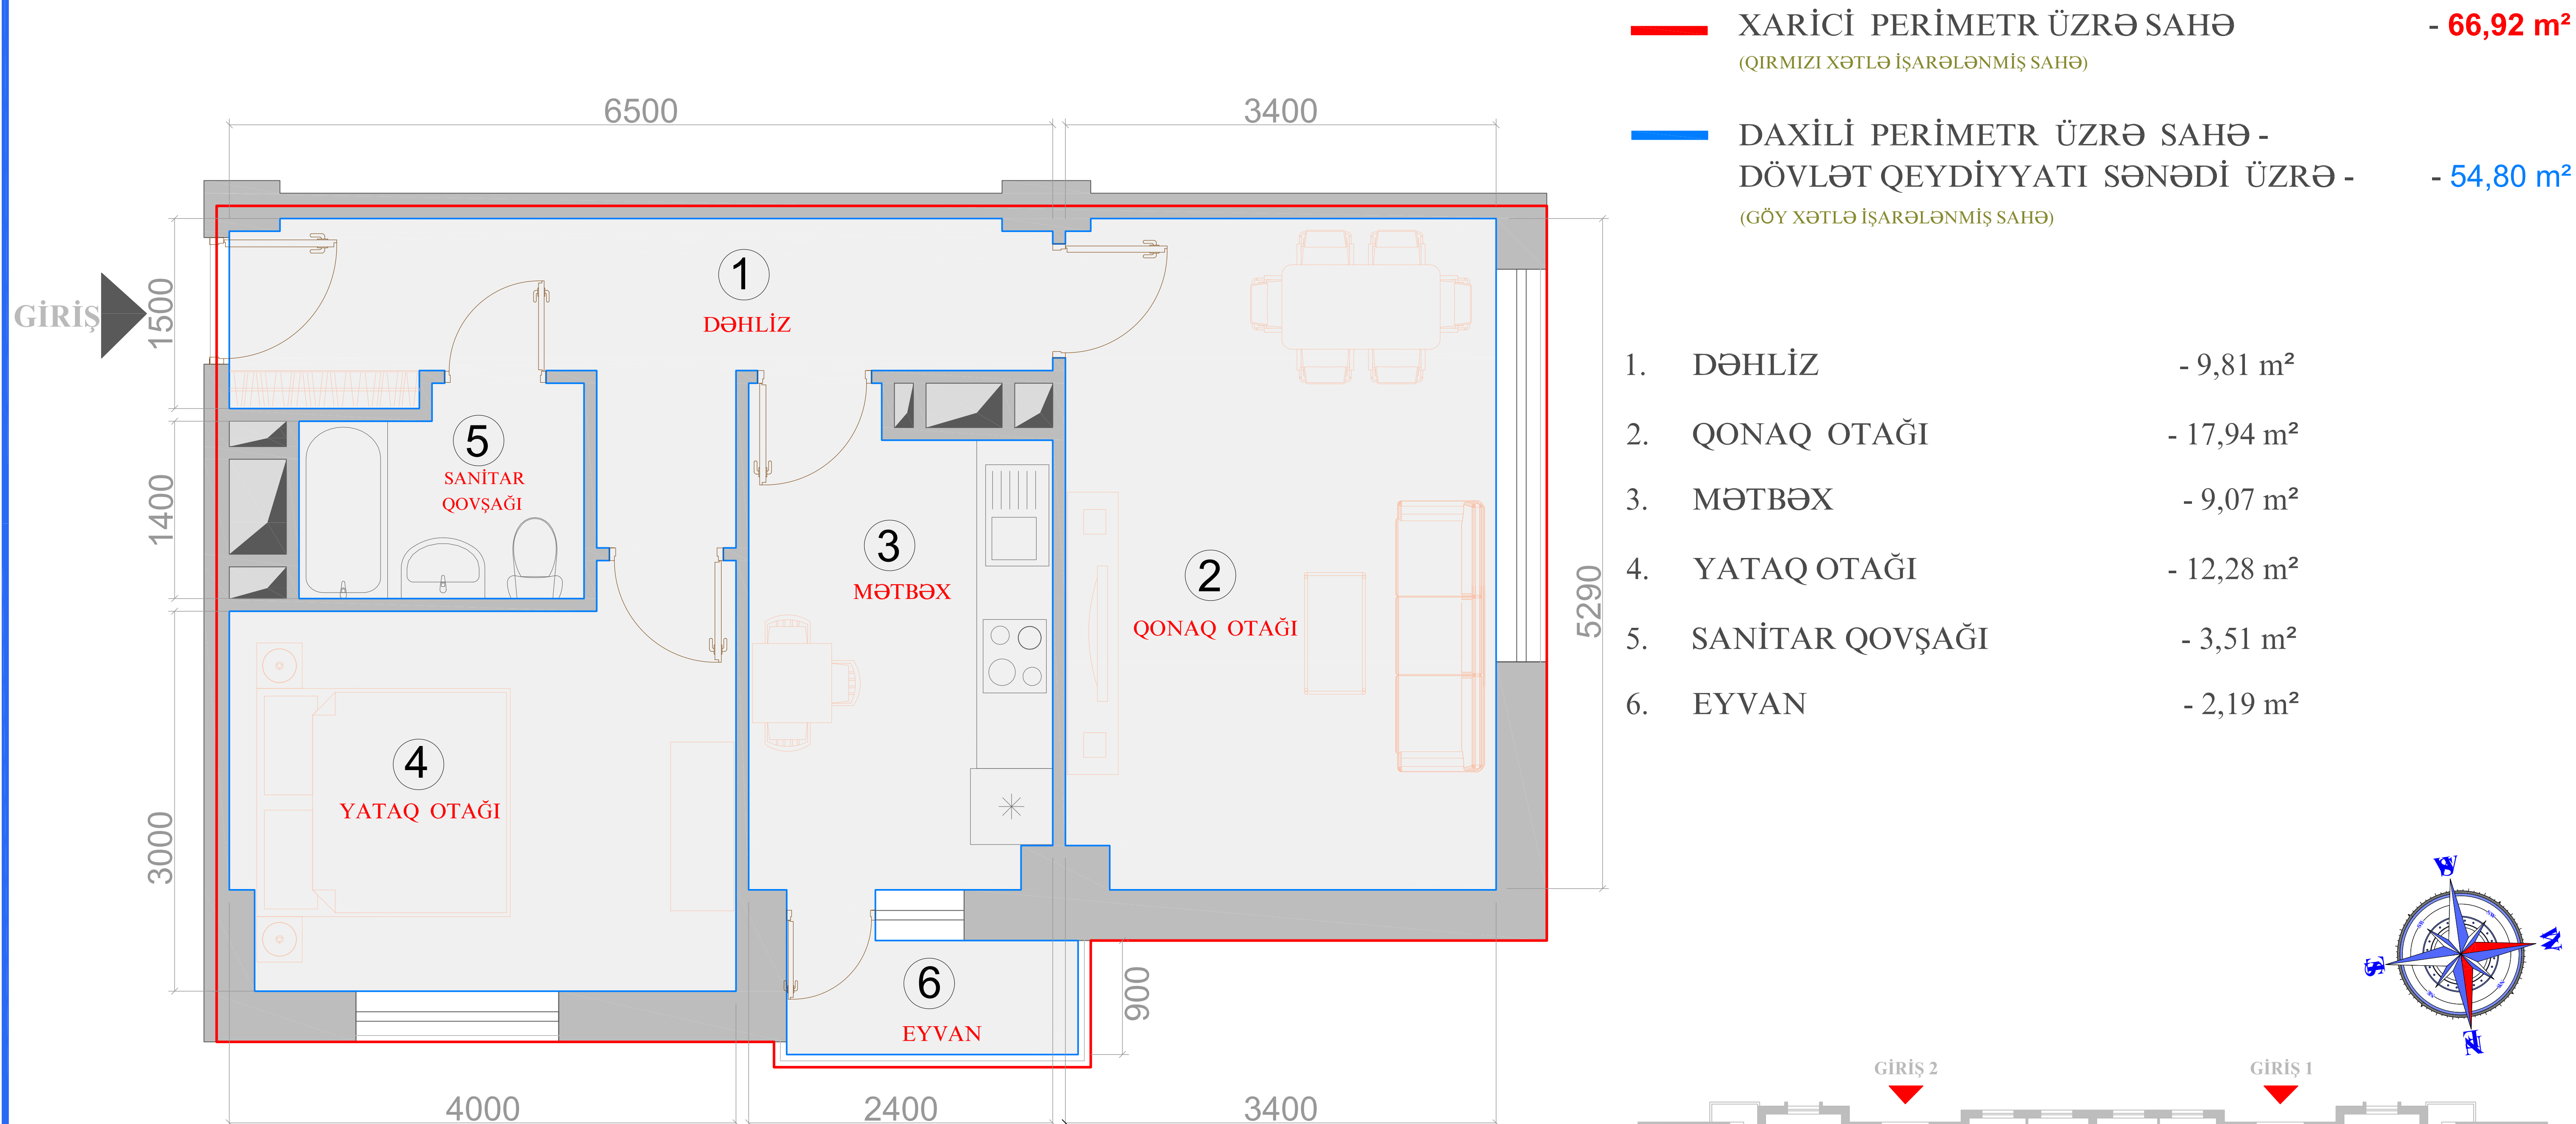 XARİCİ PERİMETR ÜZRƏ SAHƏ - 66,92 m²
(QIRMIZI XƏTLƏ İŞARƏLƏNMİŞ SAHƏ)
DAXİLİ PERİMETR ÜZRƏ SAHƏ -
DÖVLƏT QEYDİYYATI SƏNƏDİ ÜZRƏ - - 54,80 m²
(GÖY XƏTLƏ İŞARƏLƏNMİŞ SAHƏ)
6500
3400
GİRİŞ
1500
1400
3000
5290
900
1
DƏHLİZ
5
SANİTAR
QOVŞAĞI
3
MƏTBƏX
2
QONAQ OTAĞI
4
YATAQ OTAĞI
6
EYVAN
4000
2400
3400
1. DƏHLİZ - 9,81 m²
2. QONAQ OTAĞI - 17,94 m²
3. MƏTBƏX - 9,07 m²
4. YATAQ OTAĞI - 12,28 m²
5. SANİTAR QOVŞAĞI - 3,51 m²
6. EYVAN - 2,19 m²
GİRİŞ 2
GİRİŞ 1